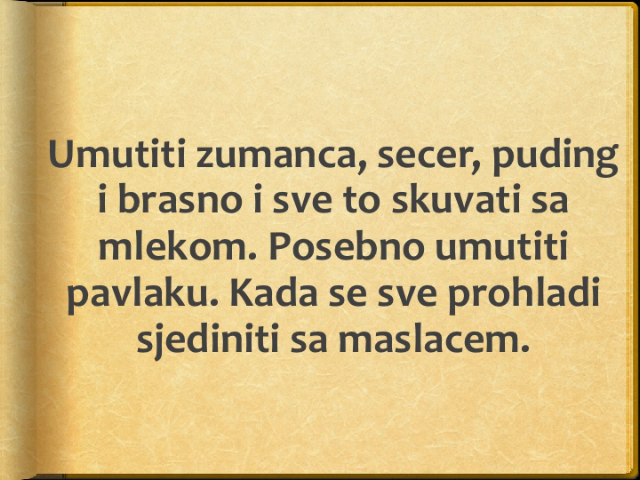 Umutiti zumanca, secer, puding
i brasno i sve to skuvati sa
mlekom. Posebno umutiti
pavlaku. Kada se sve prohladi
sjediniti sa maslacem.